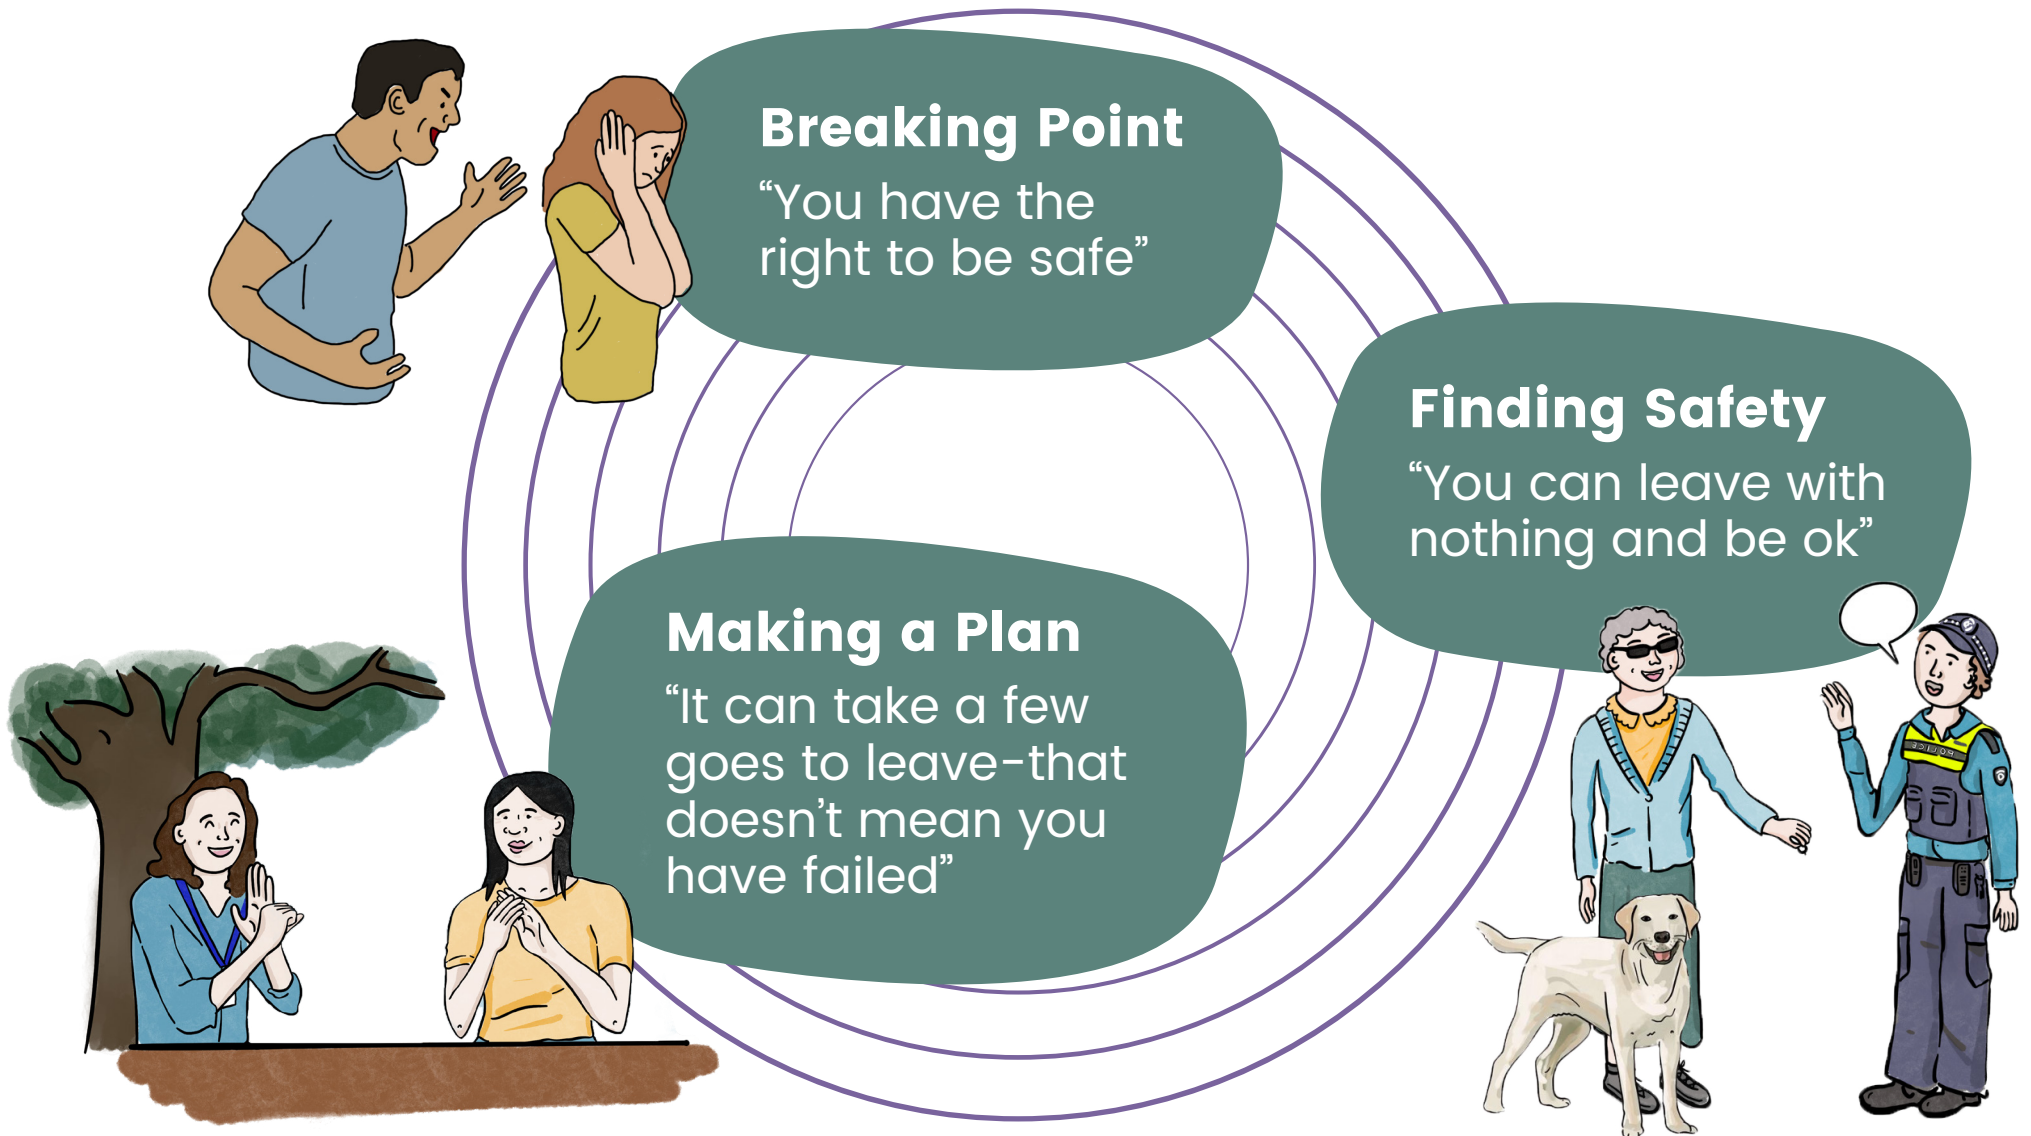 Breaking Point
“You have the
right to be safe”
Finding Safety
“You can leave with
nothing and be ok”
Making a Plan
“It can take a few
goes to leave-that
doesn’t mean you
have failed”
POLICE